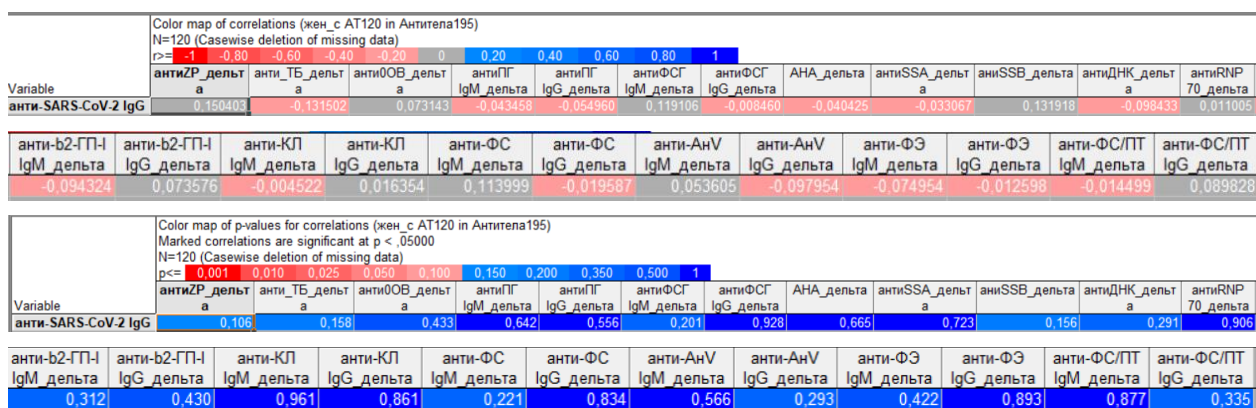 Color map of correlations (жен_с АТ120 in Антитела195)
N=120 (Casewise deletion of missing data)
r>= -1 -0,80 -0,60 -0,40 -0,20 0 0,20 0,40 0,60 0,80 1
Variable антиZP_дельта анти_ТБ_дельта анти0ОВ_дельта антиПГ IgM_дельта антиПГ IgG_дельта антиФСГ IgM_дельта антиФСГ IgG_дельта АНА_дельта антиSSA_дельта аниSSB_дельта антиДНК_дельта антиRNP 70_дельта
анти-SARS-CoV-2 IgG 0,150403 -0,131502 0,073143 -0,043458 -0,054960 0,119106 -0,008460 -0,040425 -0,033067 0,131918 -0,098433 0,011005
анти-b2-ГП-I анти-b2-ГП-I анти-КЛ анти-КЛ анти-ФС анти-ФС анти-АнV анти-АнV анти-ФЭ анти-ФЭ анти-ФС/ПТ анти-ФС/ПТ
IgM_дельта IgG_дельта IgM_дельта IgG_дельта IgM_дельта IgG_дельта IgM_дельта IgG_дельта IgM_дельта IgG_дельта IgM_дельта IgG_дельта
-0,094324 0,073576 -0,004522 0,016354 0,113999 -0,019587 0,053605 -0,097954 -0,074954 -0,012598 -0,014499 0,089828
Color map of p-values for correlations (жен_с АТ120 in Антитела195)
Marked correlations are significant at p < ,05000
N=120 (Casewise deletion of missing data)
p<= 0,001 0,010 0,025 0,050 0,100 0,150 0,200 0,350 0,500 1
Variable антиZP_дельта анти_ТБ_дельта анти0ОВ_дельта антиПГ IgM_дельта антиПГ IgG_дельта антиФСГ IgM_дельта антиФСГ IgG_дельта АНА_дельта антиSSA_дельта аниSSB_дельта антиДНК_дельта антиRNP 70_дельта
анти-SARS-CoV-2 IgG 0,106 0,158 0,433 0,642 0,556 0,201 0,928 0,665 0,723 0,156 0,291 0,906
анти-b2-ГП-I анти-b2-ГП-I анти-КЛ анти-КЛ анти-ФС анти-ФС анти-АнV анти-АнV анти-ФЭ анти-ФЭ анти-ФС/ПТ анти-ФС/ПТ
IgM_дельта IgG_дельта IgM_дельта IgG_дельта IgM_дельта IgG_дельта IgM_дельта IgG_дельта IgM_дельта IgG_дельта IgM_дельта IgG_дельта
0,312 0,430 0,961 0,861 0,221 0,834 0,566 0,293 0,422 0,893 0,877 0,335